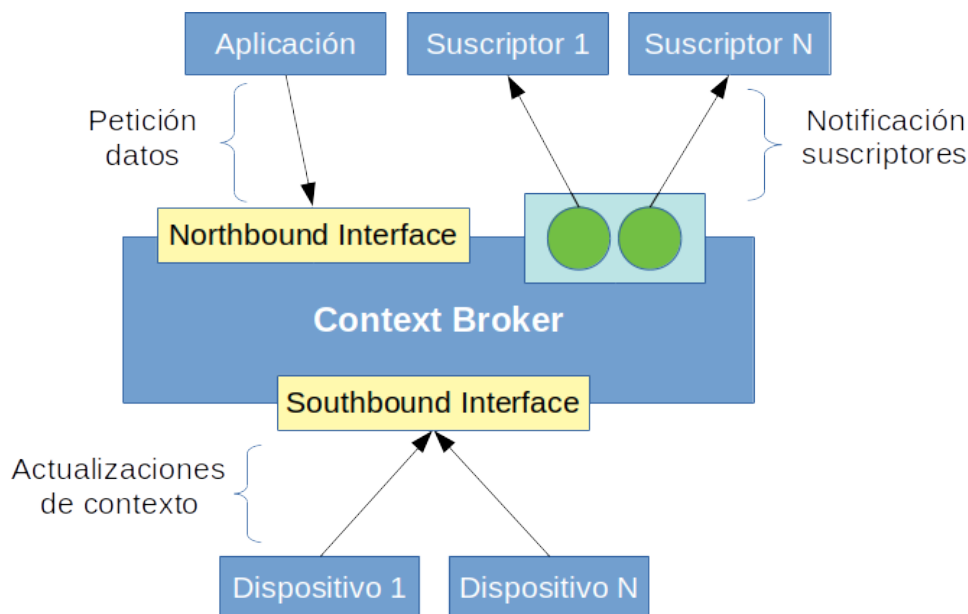 Aplicación
Suscriptor 1
Suscriptor N
Petición
datos
Notificación
suscriptores
Northbound Interface
Context Broker
Southbound Interface
Actualizaciones
de contexto
Dispositivo 1
Dispositivo N